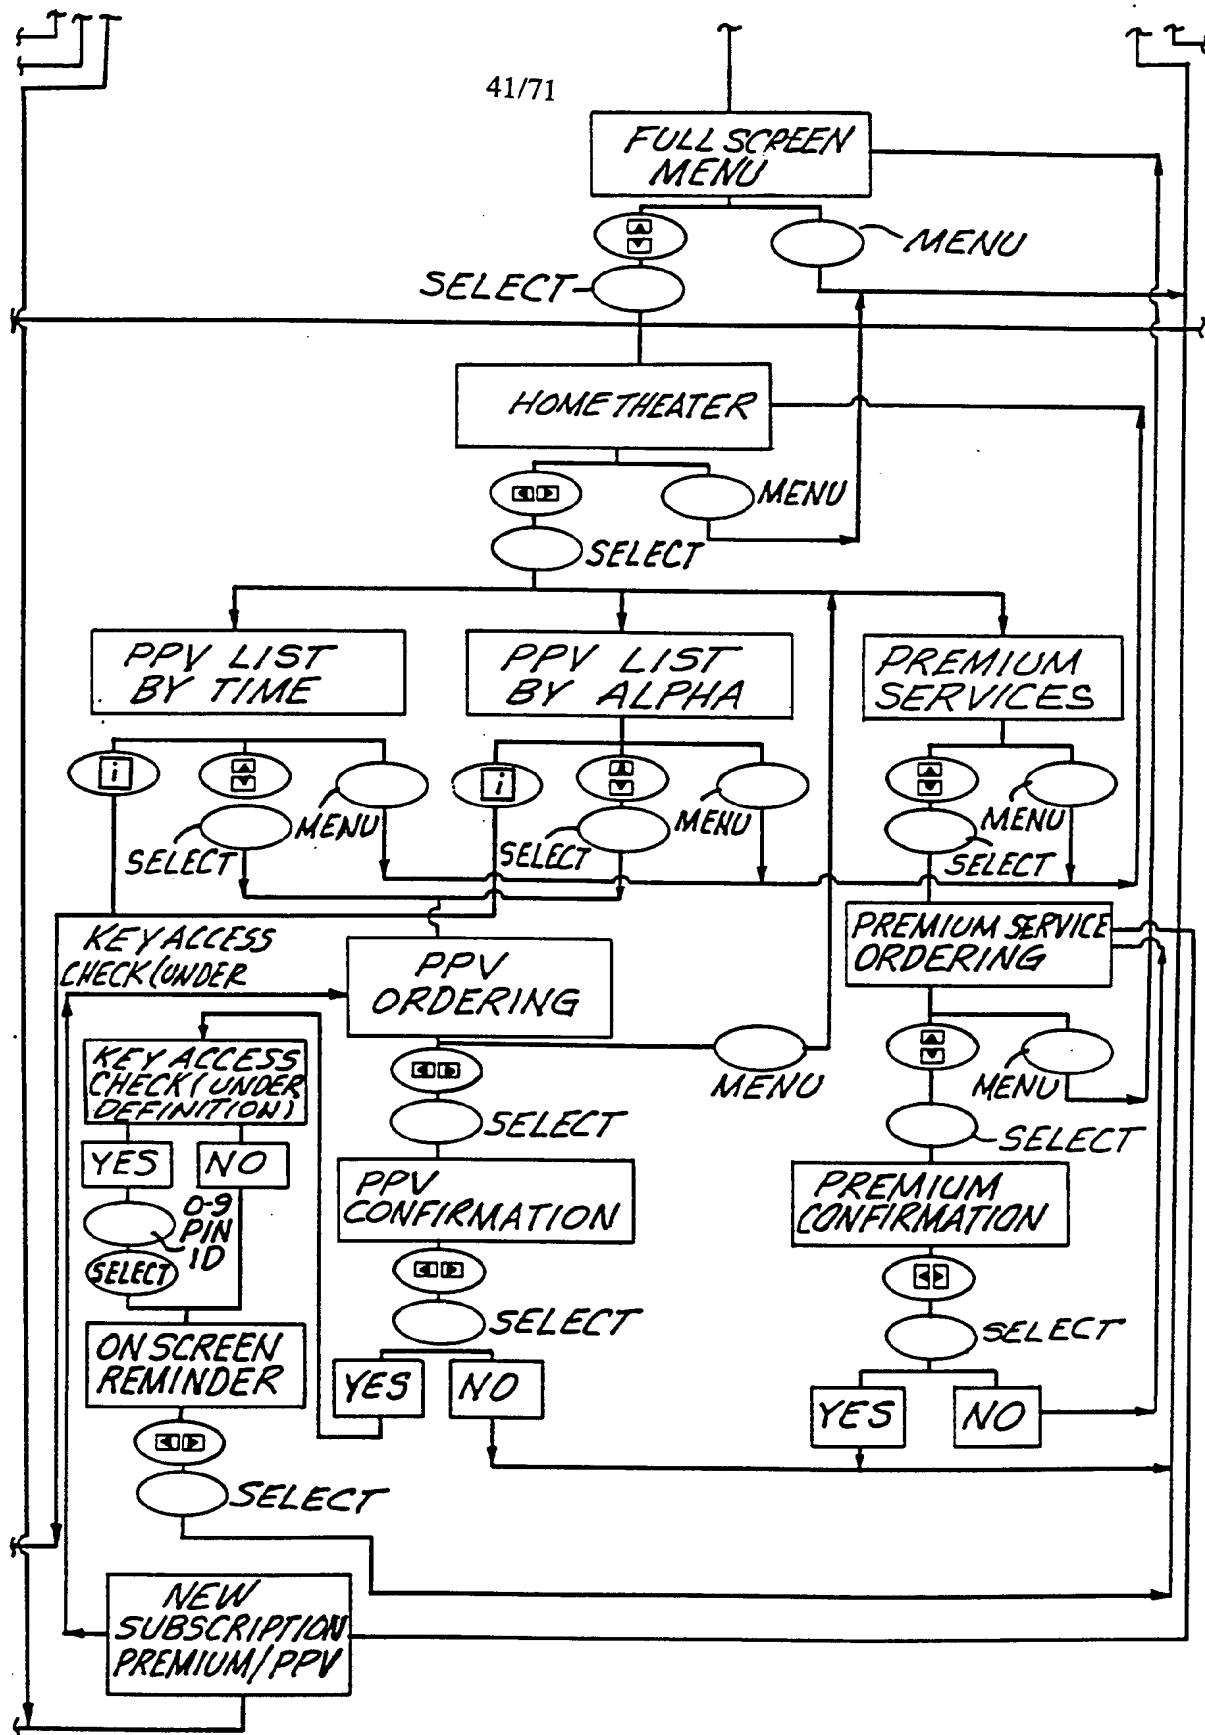 41/71
FULL SCREEN
MENU
MENU
SELECT
HOME THEATER
MENU
SELECT
PPV LIST
BY TIME
PPV LIST
BY ALPHA
PREMIUM
SERVICES
i
i
MENU
SELECT
MENU
SELECT
MENU
SELECT
KEY ACCESS
CHECK (UNDER
PPV
ORDERING
PREMIUM SERVICE
ORDERING
KEY ACCESS
CHECK (UNDER
DEFINITION)
MENU
MENU
SELECT
SELECT
YES
NO
PPV
CONFIRMATION
PREMIUM
CONFIRMATION
0-9
PIN
ID
SELECT
SELECT
SELECT
ON SCREEN
REMINDER
YES
NO
YES
NO
SELECT
NEW
SUBSCRIPTION
PREMIUM/PPV